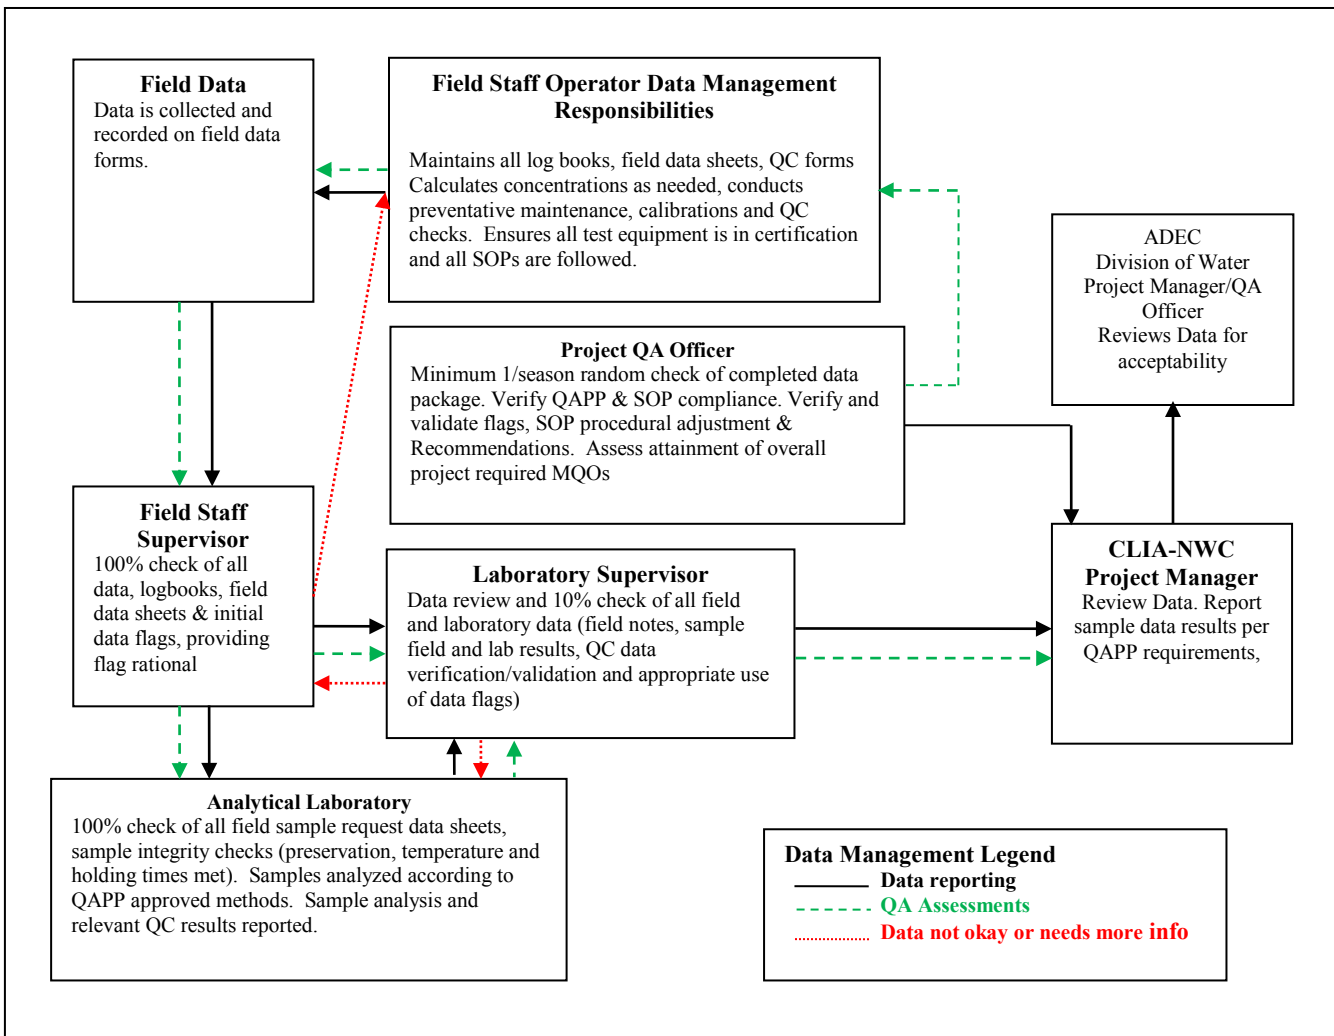 Field Data
Data is collected and
recorded on field data
forms.
Field Staff Operator Data Management
Responsibilities
Maintains all log books, field data sheets, QC forms
Calculates concentrations as needed, conducts
preventative maintenance, calibrations and QC
checks.  Ensures all test equipment is in certification
and all SOPs are followed.
ADEC
Division of Water
Project Manager/QA
Officer
Reviews Data for
acceptability
Project QA Officer
Minimum 1/season random check of completed data
package. Verify QAPP & SOP compliance. Verify and
validate flags, SOP procedural adjustment &
Recommendations.  Assess attainment of overall
project required MQOs
Field Staff
Supervisor
100% check of all
data, logbooks, field
data sheets & initial
data flags, providing
flag rational
Laboratory Supervisor
Data review and 10% check of all field
and laboratory data (field notes, sample
field and lab results, QC data
verification/validation and appropriate use
of data flags)
CLIA-NWC
Project Manager
Review Data. Report
sample data results per
QAPP requirements,
Analytical Laboratory
100% check of all field sample request data sheets,
sample integrity checks (preservation, temperature and
holding times met).  Samples analyzed according to
QAPP approved methods.  Sample analysis and
relevant QC results reported.
Data Management Legend
Data reporting
QA Assessments
Data not okay or needs more info